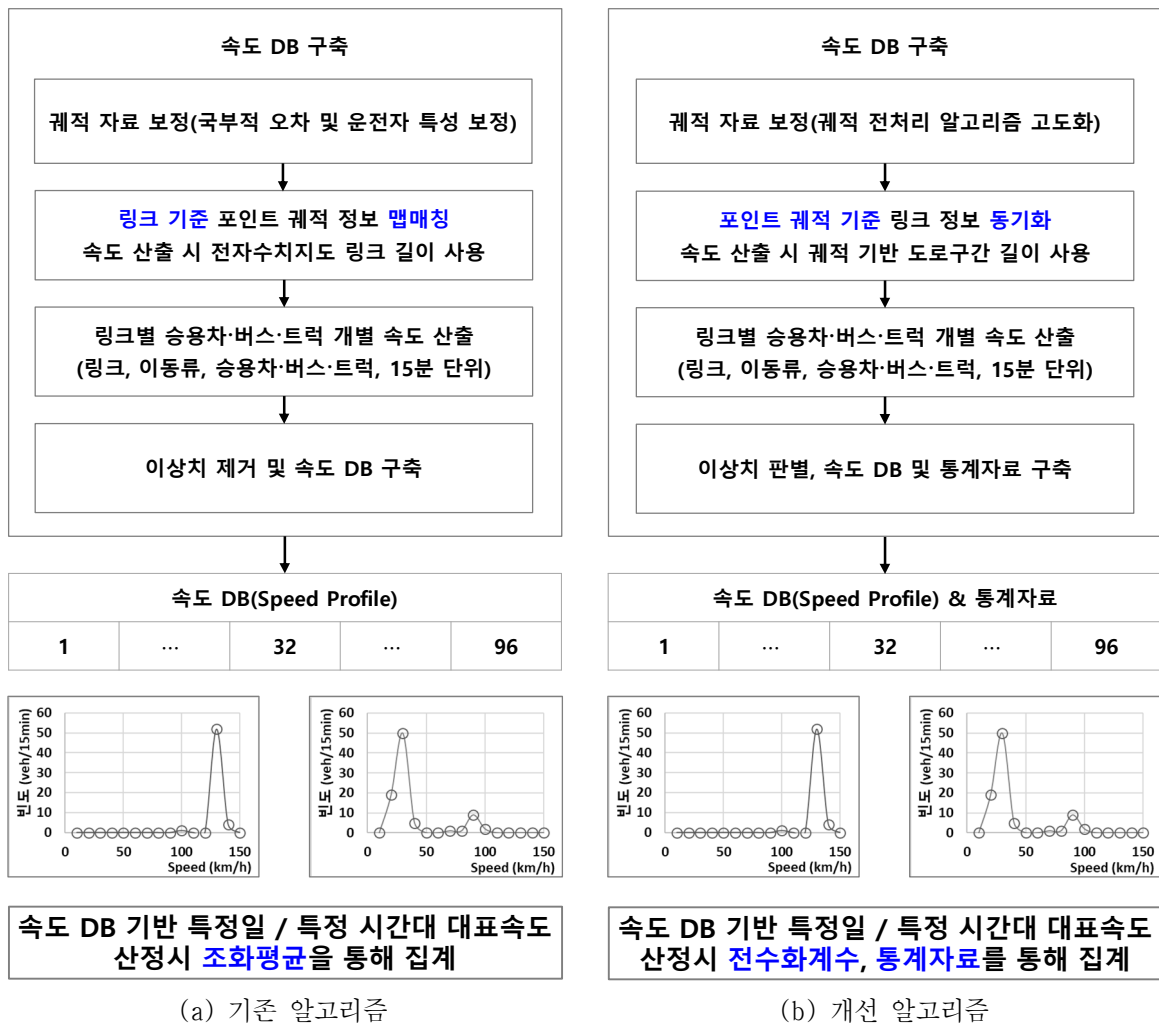 속도 DB 구축
궤적 자료 보정(국부적 오차 및 운전자 특성 보정)
링크 기준 포인트 궤적 정보 맵매칭
속도 산출 시 전자수치지도 링크 길이 사용
링크별 승용차·버스·트럭 개별 속도 산출
(링크, 이동류, 승용차·버스·트럭, 15분 단위)
이상치 제거 및 속도 DB 구축
속도 DB(Speed Profile)
1 … 32 … 96
빈도 (veh/15min)
60
50
40
30
20
10
0
0 50 100 150
Speed (km/h)
빈도 (veh/15min)
60
50
40
30
20
10
0
0 50 100 150
Speed (km/h)
속도 DB 기반 특정일 / 특정 시간대 대표속도
산정시 조화평균을 통해 집계
(a) 기존 알고리즘
속도 DB 구축
궤적 자료 보정(궤적 전처리 알고리즘 고도화)
포인트 궤적 기준 링크 정보 동기화
속도 산출 시 궤적 기반 도로구간 길이 사용
링크별 승용차·버스·트럭 개별 속도 산출
(링크, 이동류, 승용차·버스·트럭, 15분 단위)
이상치 판별, 속도 DB 및 통계자료 구축
속도 DB(Speed Profile) & 통계자료
1 … 32 … 96
빈도 (veh/15min)
60
50
40
30
20
10
0
0 50 100 150
Speed (km/h)
빈도 (veh/15min)
60
50
40
30
20
10
0
0 50 100 150
Speed (km/h)
속도 DB 기반 특정일 / 특정 시간대 대표속도
산정시 전수화계수, 통계자료를 통해 집계
(b) 개선 알고리즘